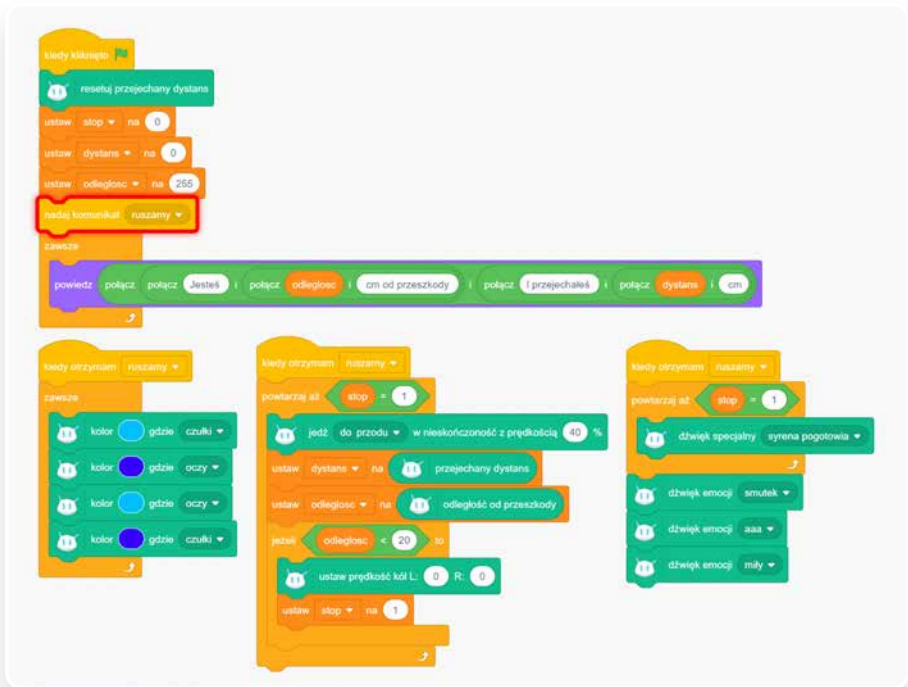 kiedy kliknięto
resetuj przejechany dystans
ustaw stop na 0
ustaw dystans na 0
ustaw odleglosc na 255
nadaj komunikat ruszamy
zawsze
powiedz połącz połącz Jesteś i połącz odleglosc i cm od przeszkody i połącz I przejechałeś i połącz dystans i cm
kiedy otrzymam ruszamy
zawsze
kolor gdzie czułki
kolor gdzie oczy
kolor gdzie oczy
kolor gdzie czułki
kiedy otrzymam ruszamy
powtarzaj aż stop = 1
jedź do przodu w nieskończoność z prędkością 40 %
ustaw dystans na przejechany dystans
ustaw odleglosc na odległość od przeszkody
jeżeli odleglosc < 20 to
ustaw prędkość kół L: 0 R: 0
ustaw stop na 1
kiedy otrzymam ruszamy
powtarzaj aż stop = 1
dźwięk specjalny syrena pogotowia
dźwięk emocji smutek
dźwięk emocji aaa
dźwięk emocji miły